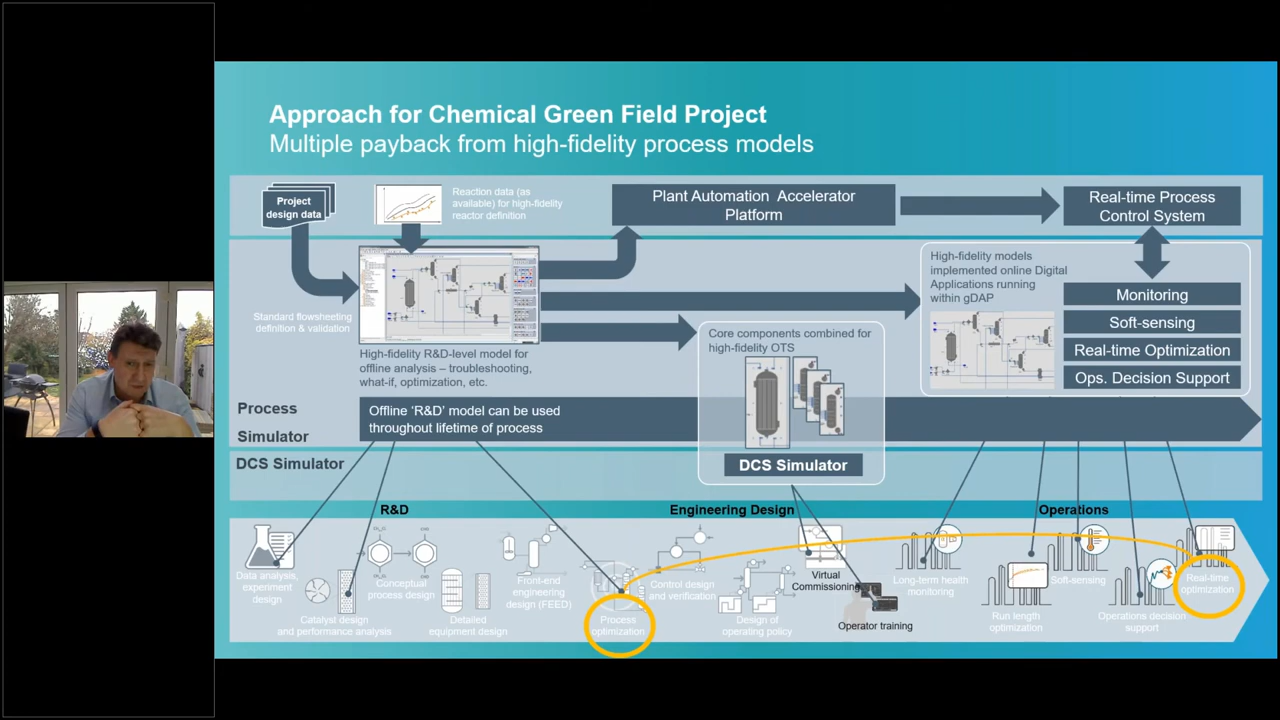 Approach for Chemical Green Field Project
Multiple payback from high-fidelity process models
Project
design data
Reaction data (as
available) for high-fidelity
reactor definition
Plant Automation Accelerator
Platform
Real-time Process
Control System
Standard flowsheeting
definition & validation
High-fidelity R&D-level model for
offline analysis – troubleshooting,
what-if, optimization, etc.
Core components combined for
high-fidelity OTS
High-fidelity models
implemented online Digital
Applications running
within gDAP
Monitoring
Soft-sensing
Real-time Optimization
Ops. Decision Support
Process
Simulator
Offline 'R&D' model can be used
throughout lifetime of process
DCS Simulator
DCS Simulator
R&D
Engineering Design
Operations
Data analysis,
experiment
design
Catalyst design
and performance analysis
Conceptual
process design
Detailed
equipment design
Front-end
engineering
design (FEED)
Process
optimization
Control design
and verification
Design of
operating policy
Virtual
Commissioning
Operator training
Long-term health
monitoring
Run length
optimization
Soft-sensing
Operations decision
support
Real-time
optimization